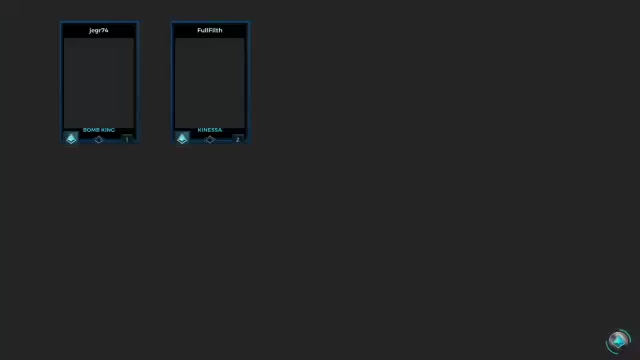 jegr74
FullFilth
BOMB KING
KINESSA
1
2